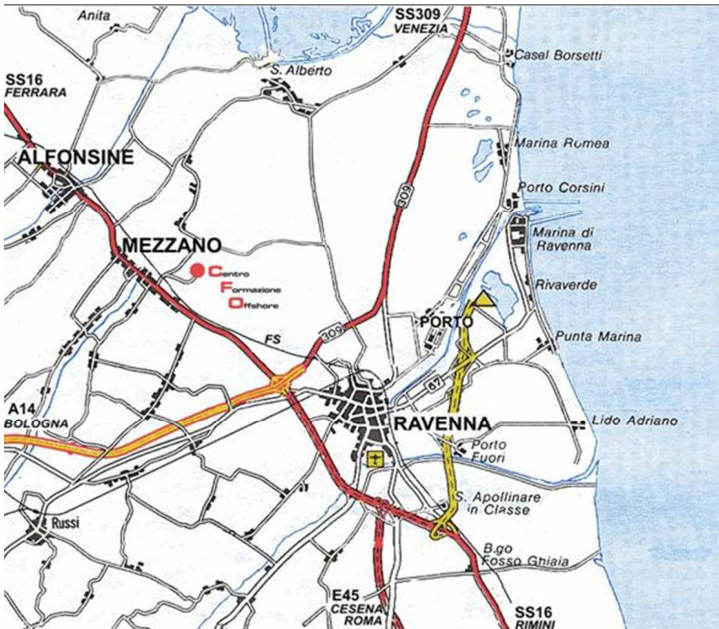 Anita
SS309
VENEZIA
Casal Borsetti
S. Alberto
SS16
FERRARA
ALFONSINE
Marina Romea
309
Porto Corsini
Marina di
Ravenna
MEZZANO
Centro
Formazione
Offshore
Rivaverde
PORTO
309
FS
Punta Marina
67
A14
BOLOGNA
RAVENNA
Lido Adriano
Porto
Fuori
S. Apollinare
in Classe
Russi
B.go
Fosso Ghiaia
E45
CESENA
ROMA
SS16
RIMINI